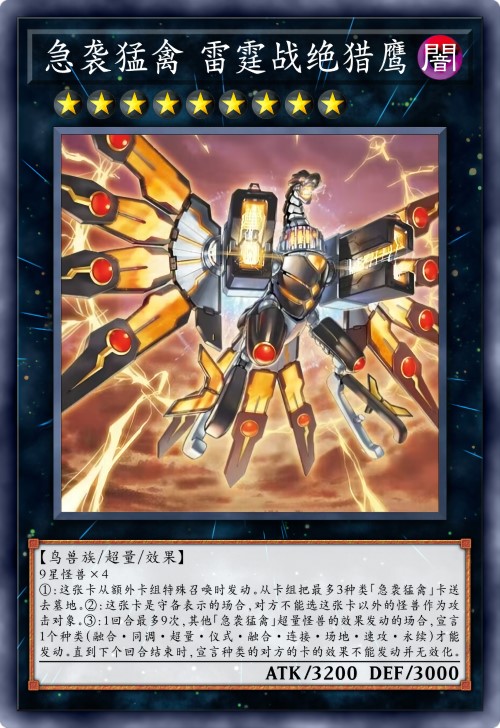 急袭猛禽 雷霆战绝猎鹰
闇
【鸟兽族/超量/效果】
9星怪兽×4
①:这张卡从额外卡组特殊召唤时发动。从卡组把最多3种类「急袭猛禽」卡送
去墓地。②:这张卡是守备表示的场合,对方不能选这张卡以外的怪兽作为攻
击对象。③:1回合最多9次,其他「急袭猛禽」超量怪兽的效果发动的场合,宣言
1个种类(融合·同调·超量·仪式·融合·连接·场地·速攻·永续)才能
发动。直到下个回合结束时,宣言种类的对方的卡的效果不能发动并无效化。
ATK/3200 DEF/3000